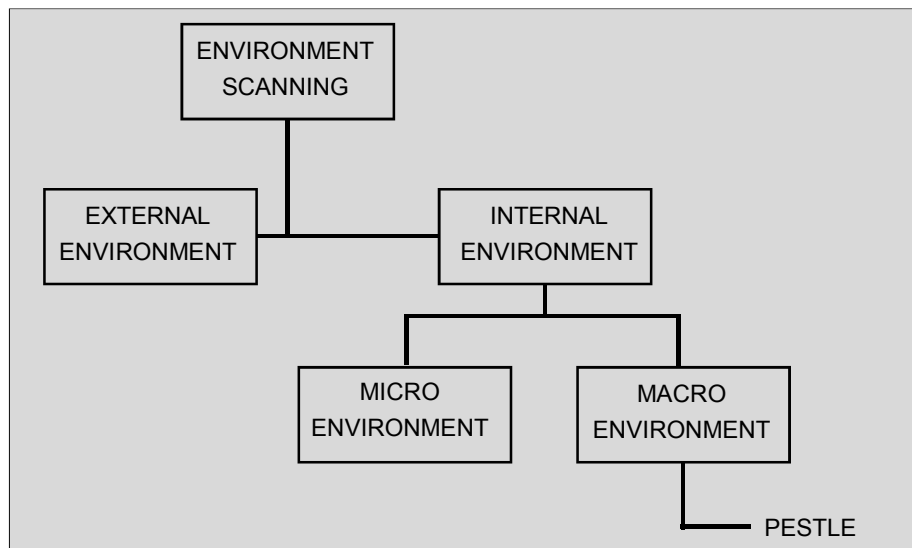 ENVIRONMENT
SCANNING
EXTERNAL
ENVIRONMENT
INTERNAL
ENVIRONMENT
MICRO
ENVIRONMENT
MACRO
ENVIRONMENT
PESTLE